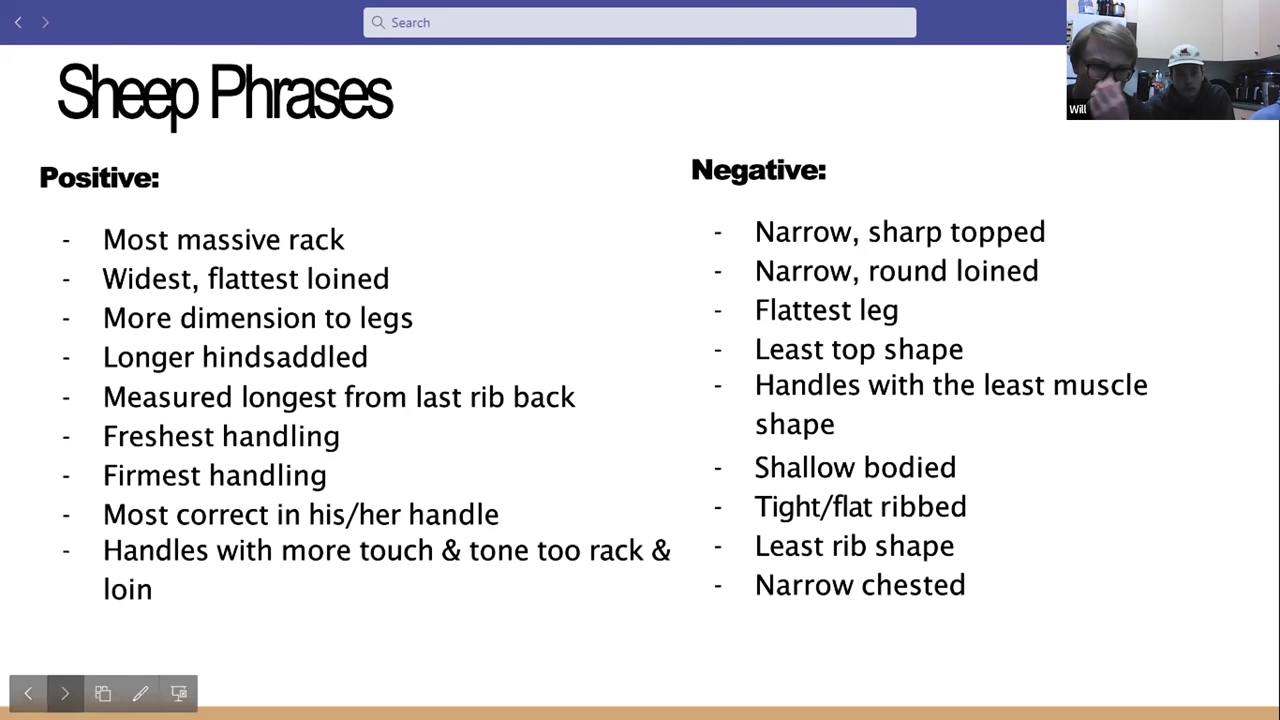 Search
Will
Sheep Phrases
Positive:
- Most massive rack
- Widest, flattest loined
- More dimension to legs
- Longer hindsaddled
- Measured longest from last rib back
- Freshest handling
- Firmest handling
- Most correct in his/her handle
- Handles with more touch & tone too rack &
loin
Negative:
- Narrow, sharp topped
- Narrow, round loined
- Flattest leg
- Least top shape
- Handles with the least muscle
shape
- Shallow bodied
- Tight/flat ribbed
- Least rib shape
- Narrow chested